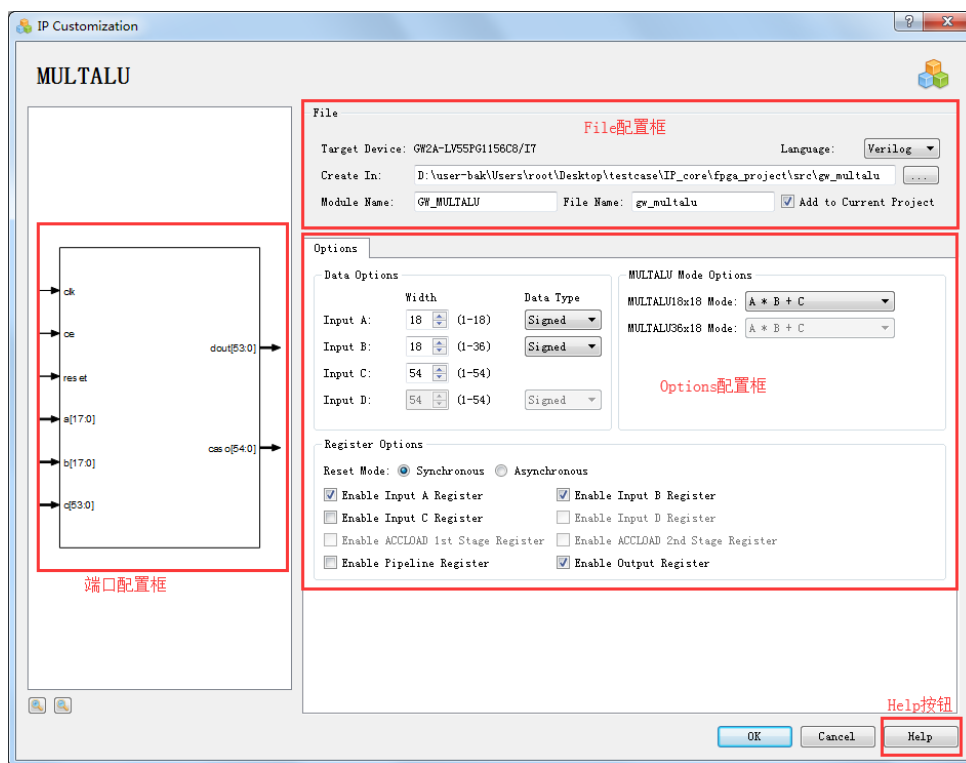 IP Customization
MULTALU
File
File配置框
Target Device: GW2A-LV55PG1156C8/I7
Language: Verilog
Create In: D:\user-bak\Users\root\Desktop\testcase\IP_core\fpga_project\src\gw_multalu ...
Module Name: GW_MULTALU File Name: gw_multalu Add to Current Project
clk
ce
reset
a[17:0]
b[17:0]
c[53:0]
dout[53:0]
caso[54:0]
端口配置框
Options
Data Options
Width Data Type
Input A: 18 (1-18) Signed
Input B: 18 (1-36) Signed
Input C: 54 (1-54)
Input D: 54 (1-54) Signed
MULTALU Mode Options
MULTALU18x18 Mode: A * B + C
MULTALU36x18 Mode: A * B + C
Options配置框
Register Options
Reset Mode: Synchronous Asynchronous
Enable Input A Register Enable Input B Register
Enable Input C Register Enable Input D Register
Enable ACCLOAD 1st Stage Register Enable ACCLOAD 2nd Stage Register
Enable Pipeline Register Enable Output Register
Help按钮
OK Cancel Help